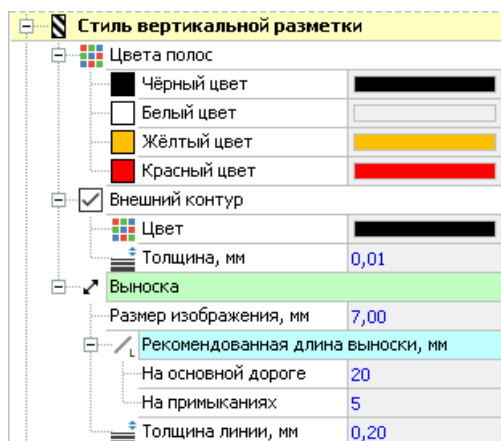 Стиль вертикальной разметки
Цвета полос
Чёрный цвет
Белый цвет
Жёлтый цвет
Красный цвет
Внешний контур
Цвет
Толщина, мм 0,01
Выноска
Размер изображения, мм 7,00
L Рекомендованная длина выноски, мм
На основной дороге 20
На примыканиях 5
Толщина линии, мм 0,20